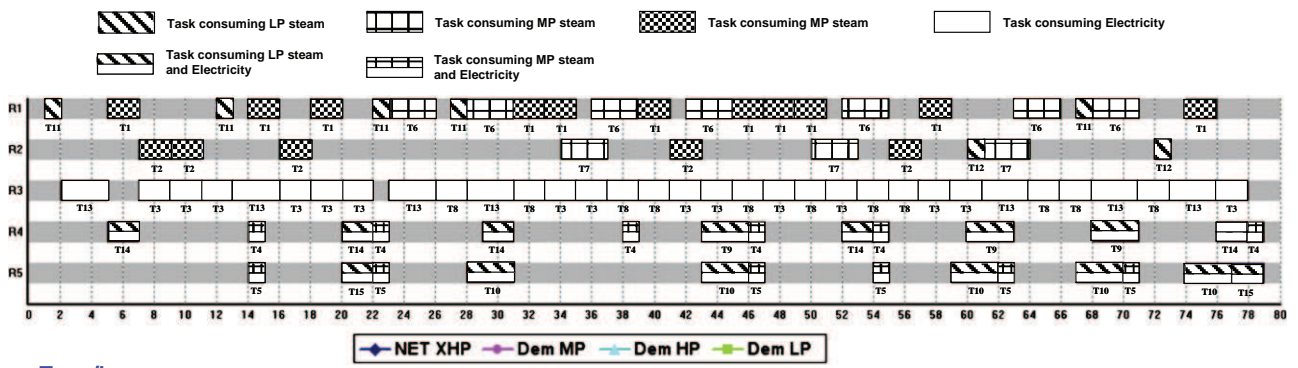 Task consuming LP steam Task consuming MP steam Task consuming MP steam Task consuming Electricity
Task consuming LP steam
and Electricity
Task consuming MP steam
and Electricity
R1
T11 T1 T11 T1 T1 T11 T6 T11 T6 T1 T1 T6 T1 T6 T1 T1 T1 T6 T1 T6 T11 T6 T1
R2
T2 T2 T2 T7 T2 T7 T2 T12 T7 T12
R3
T13 T3 T3 T3 T13 T3 T3 T3 T13 T8 T13 T8 T3 T3 T8 T8 T3 T3 T8 T8 T3 T3 T8 T8 T3 T3 T13 T8 T8 T13 T8 T13 T3
R4
T14 T4 T14 T4 T14 T4 T9 T4 T14 T4 T9 T9 T14 T4
R5
T5 T15 T5 T10 T10 T5 T5 T10 T5 T10 T5 T10 T15
0 2 4 6 8 10 12 14 16 18 20 22 24 26 28 30 32 34 36 38 40 42 44 46 48 50 52 54 56 58 60 62 64 66 68 70 72 74 76 78 80
NET XHP Dem MP Dem HP Dem LP